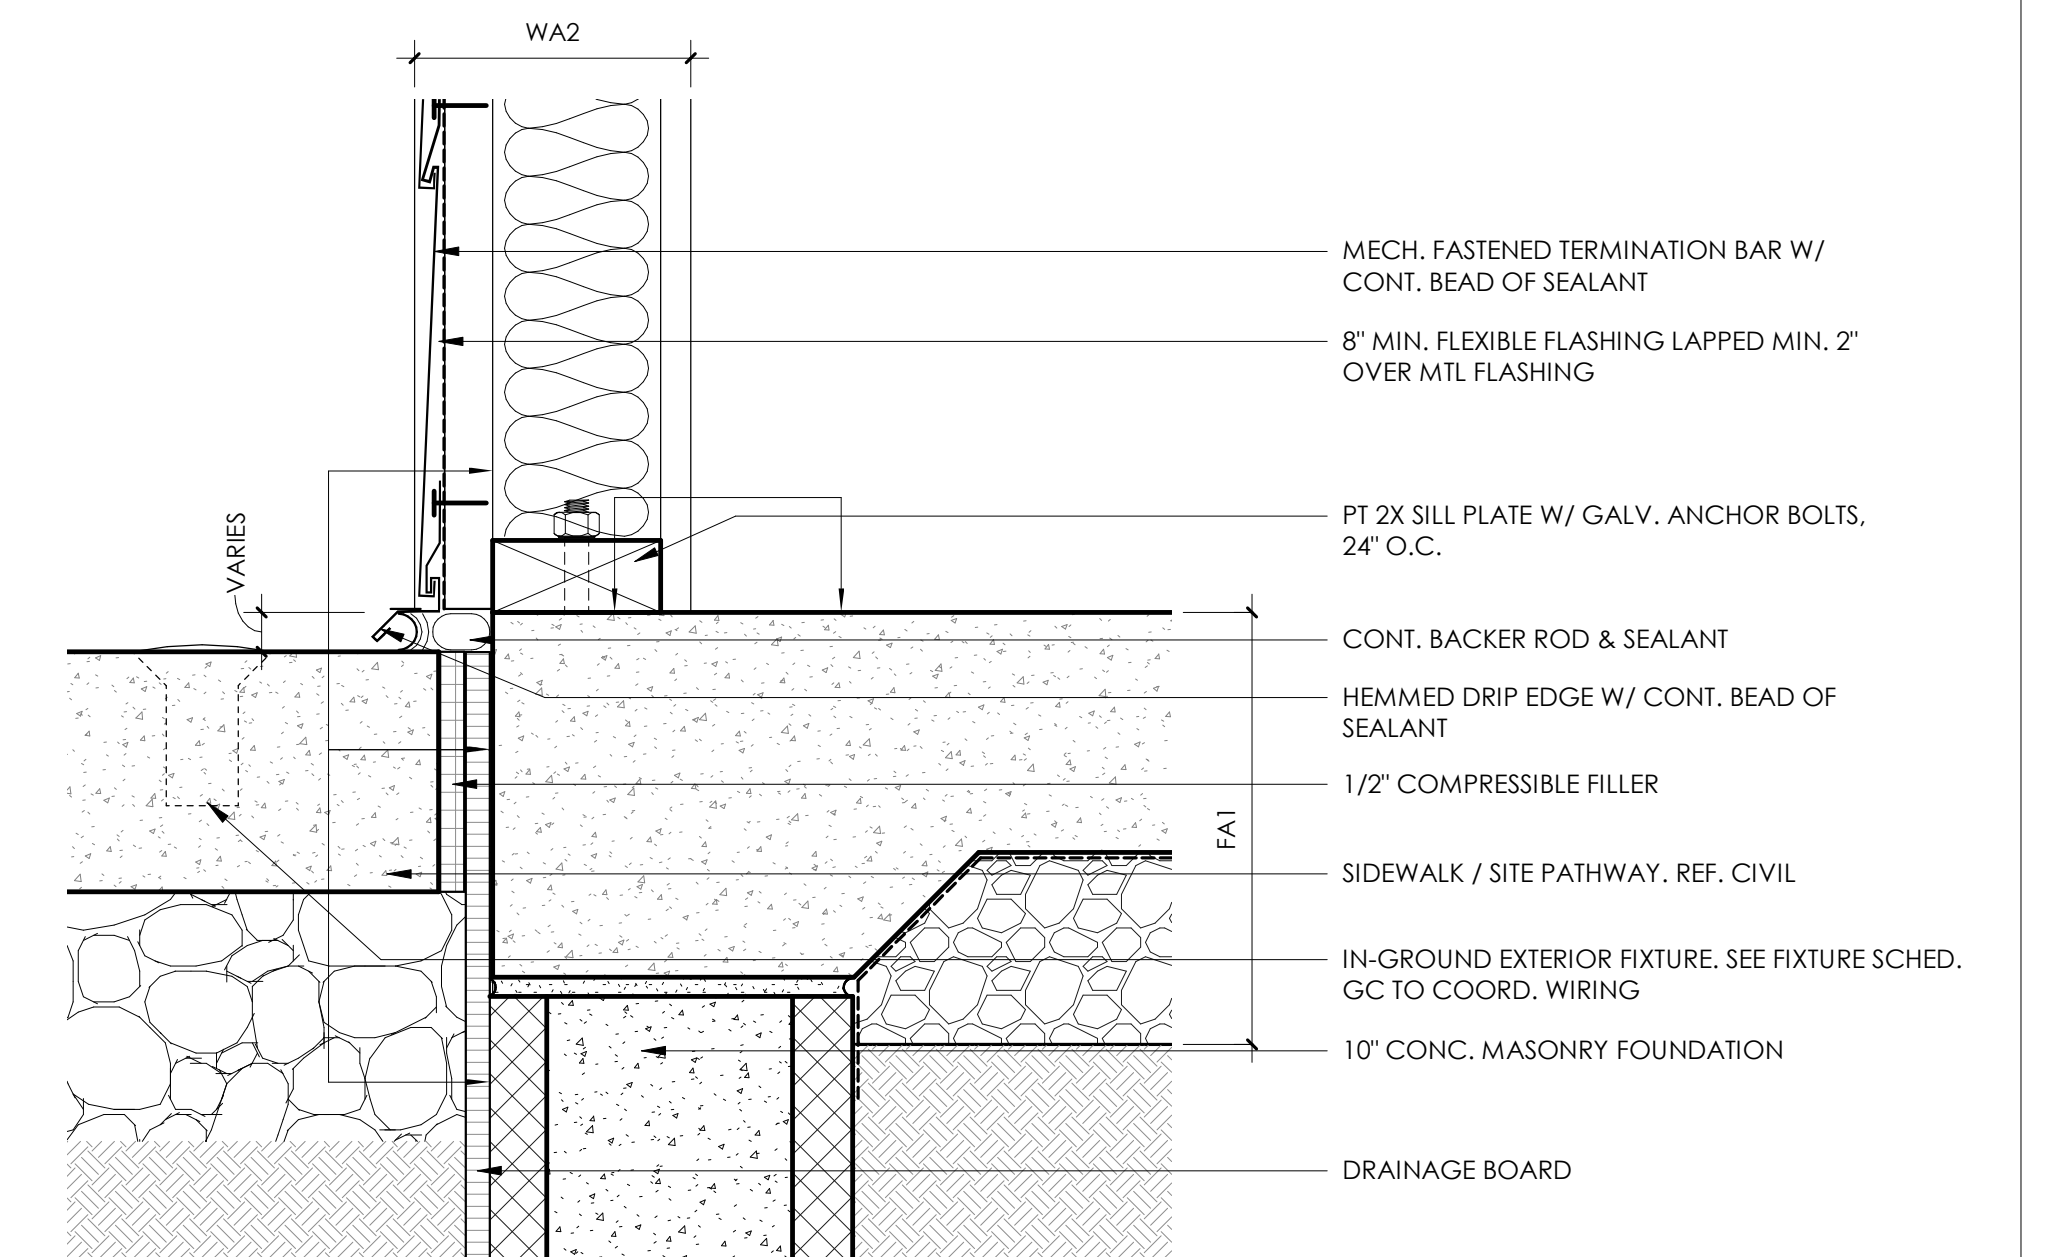 WA2
MECH. FASTENED TERMINATION BAR W/
CONT. BEAD OF SEALANT
8" MIN. FLEXIBLE FLASHING LAPPED MIN. 2"
OVER MTL FLASHING
PT 2X SILL PLATE W/ GALV. ANCHOR BOLTS,
24" O.C.
VARIES
CONT. BACKER ROD & SEALANT
HEMMED DRIP EDGE W/ CONT. BEAD OF
SEALANT
1/2" COMPRESSIBLE FILLER
FA1
SIDEWALK / SITE PATHWAY. REF. CIVIL
IN-GROUND EXTERIOR FIXTURE. SEE FIXTURE SCHED.
GC TO COORD. WIRING
10" CONC. MASONRY FOUNDATION
DRAINAGE BOARD